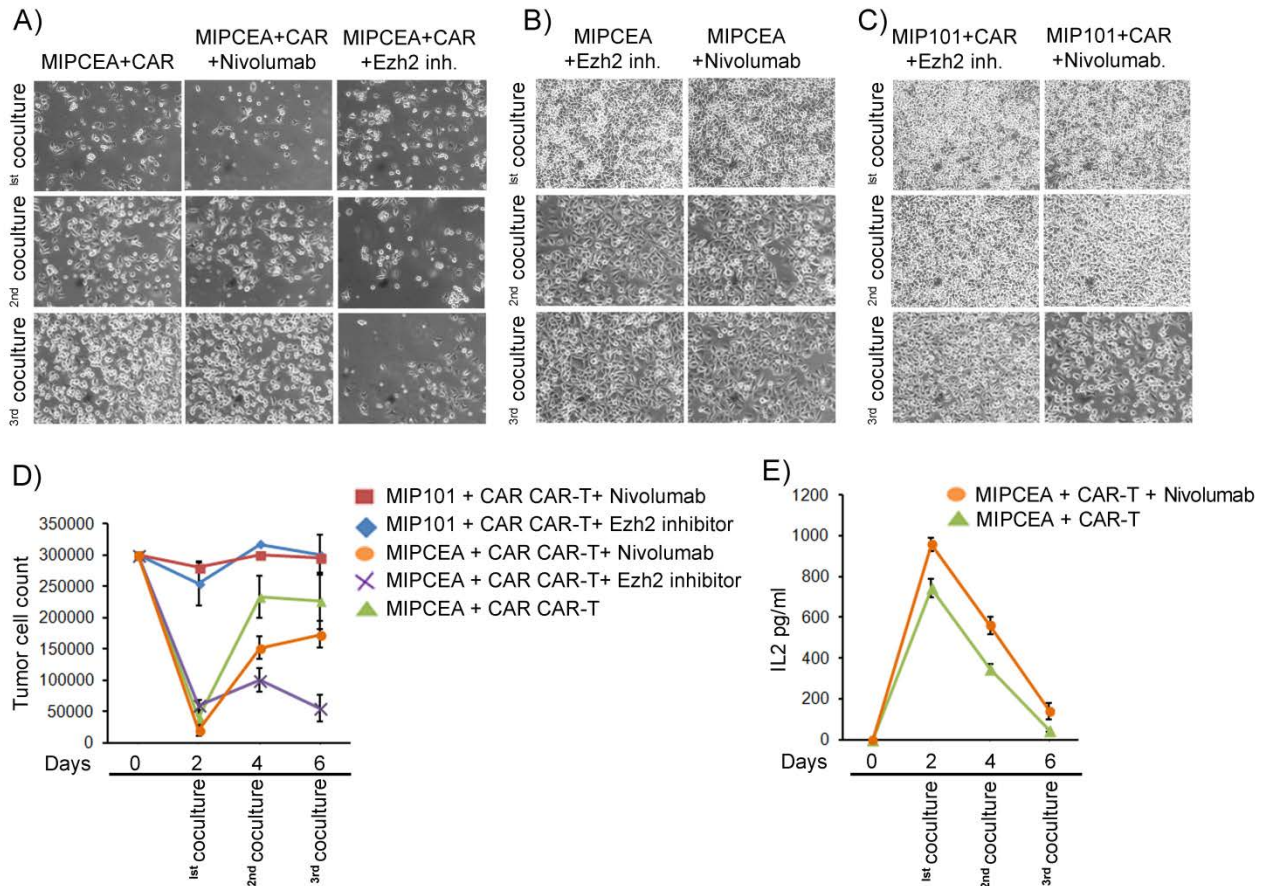 A)
MIPCEA+CAR
MIPCEA+CAR
+Nivolumab
MIPCEA+CAR
+Ezh2 inh.
Ist coculture
2nd coculture
3rd coculture
B)
MIPCEA
+Ezh2 inh.
MIPCEA
+Nivolumab
Ist coculture
2nd coculture
3rd coculture
C)
MIP101+CAR
+Ezh2 inh.
MIP101+CAR
+Nivolumab.
Ist coculture
2nd coculture
3rd coculture
D)
MIP101 + CAR CAR-T+ Nivolumab
MIP101 + CAR CAR-T+ Ezh2 inhibitor
MIPCEA + CAR CAR-T+ Nivolumab
MIPCEA + CAR CAR-T+ Ezh2 inhibitor
MIPCEA + CAR CAR-T
Tumor cell count
350000
300000
250000
200000
150000
100000
50000
0
Days 0 2 4 6
Ist coculture
2nd coculture
3rd coculture
E)
MIPCEA + CAR-T + Nivolumab
MIPCEA + CAR-T
IL2 pg/ml
1200
1000
800
600
400
200
0
Days 0 2 4 6
Ist coculture
2nd coculture
3rd coculture